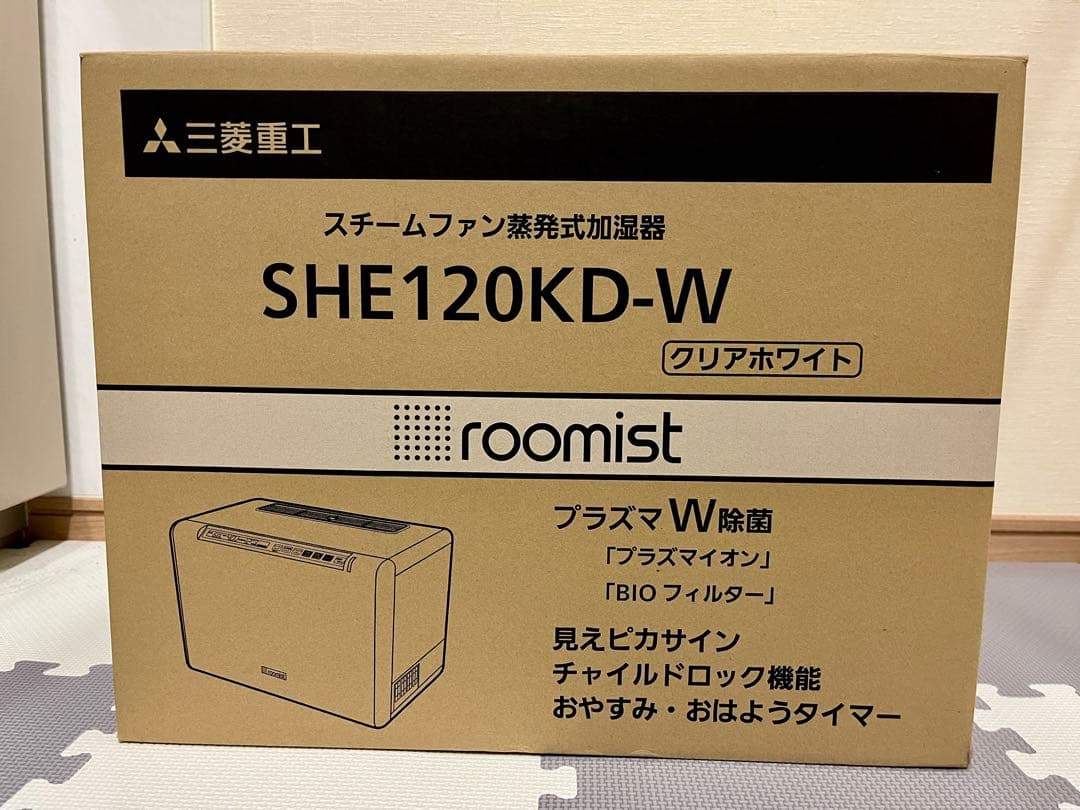 三菱重工
スチームファン蒸発式加湿器
SHE120KD-W
クリアホワイト
roomist
プラズマW除菌
「プラズマイオン」
「BIOフィルター」
見えピカサイン
チャイルドロック機能
おやすみ・おはようタイマー